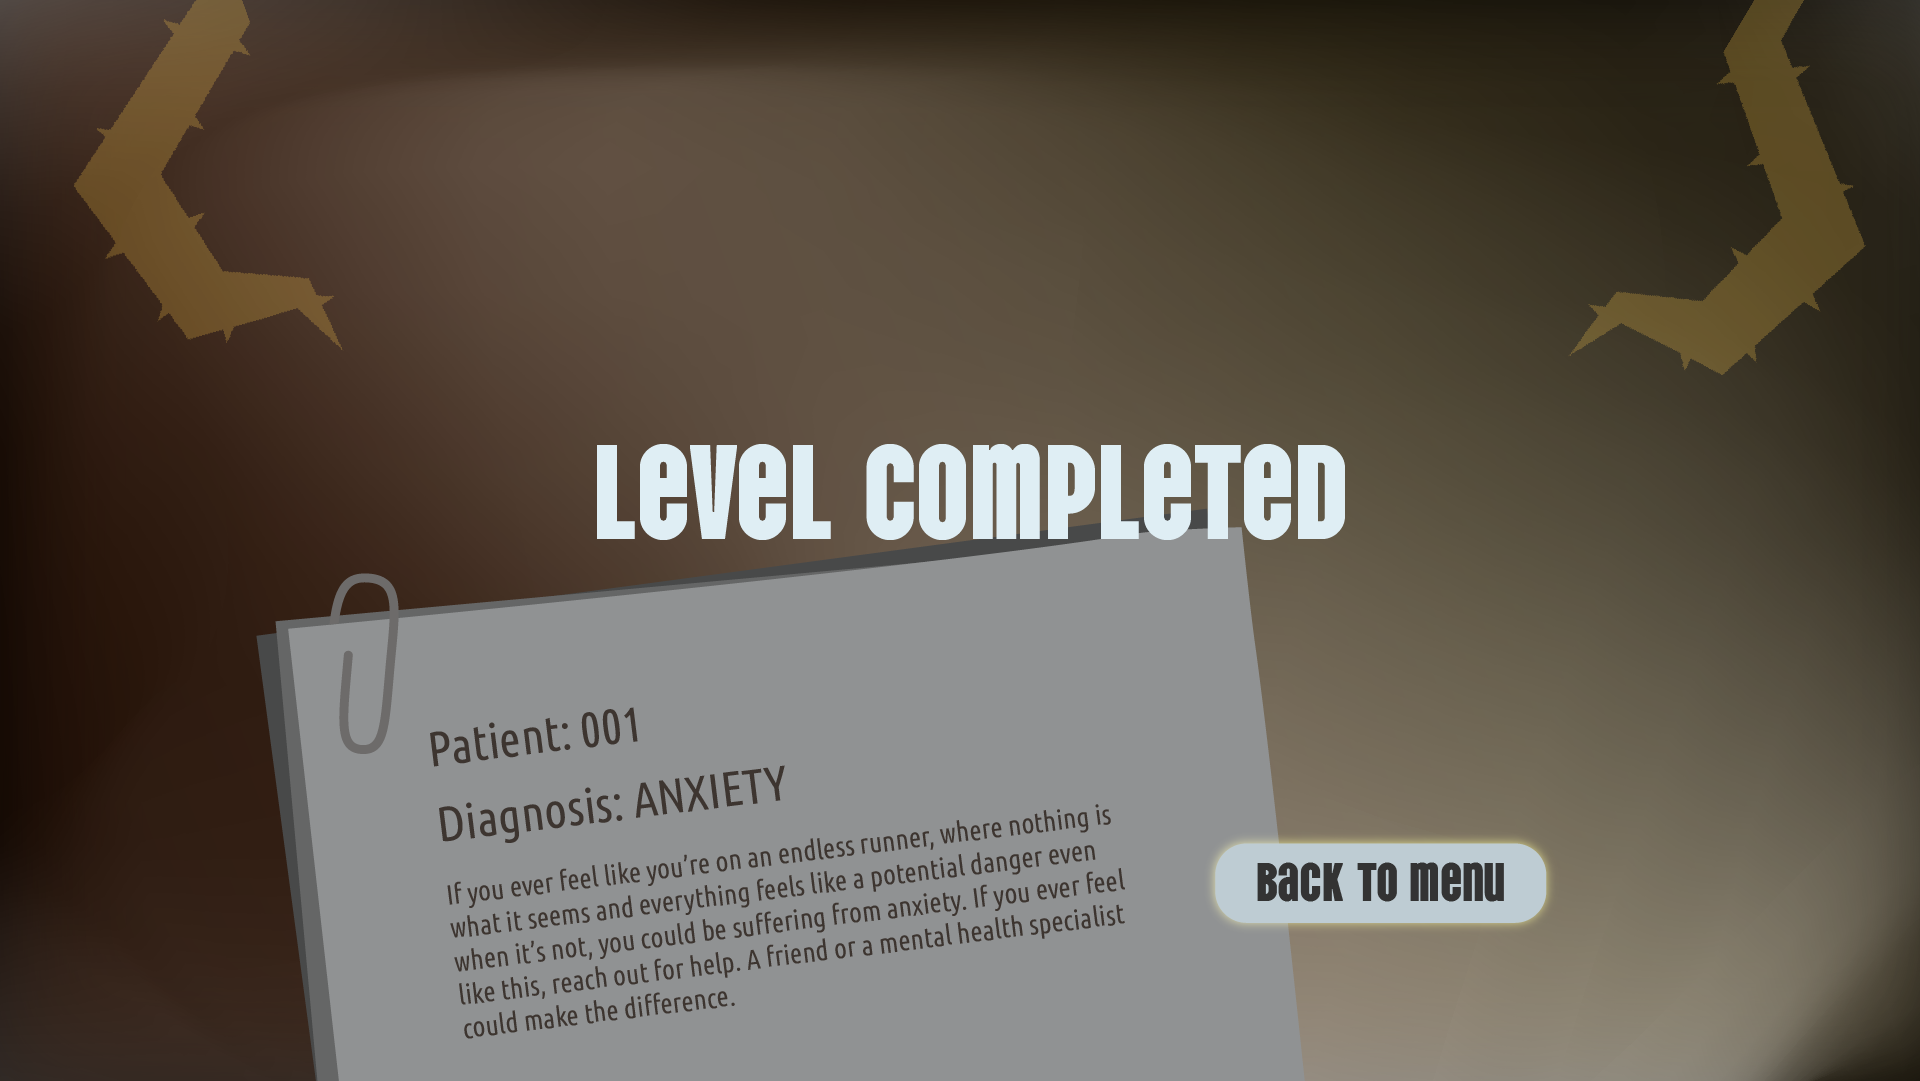 LeveL compLeTeD
Patient: 001
Diagnosis: ANXIETY
If you ever feel like you're on an endless runner, where nothing is
what it seems and everything feels like a potential danger even
when it's not, you could be suffering from anxiety. If you ever feel
like this, reach out for help. A friend or a mental health specialist
could make the difference.
Back To menu